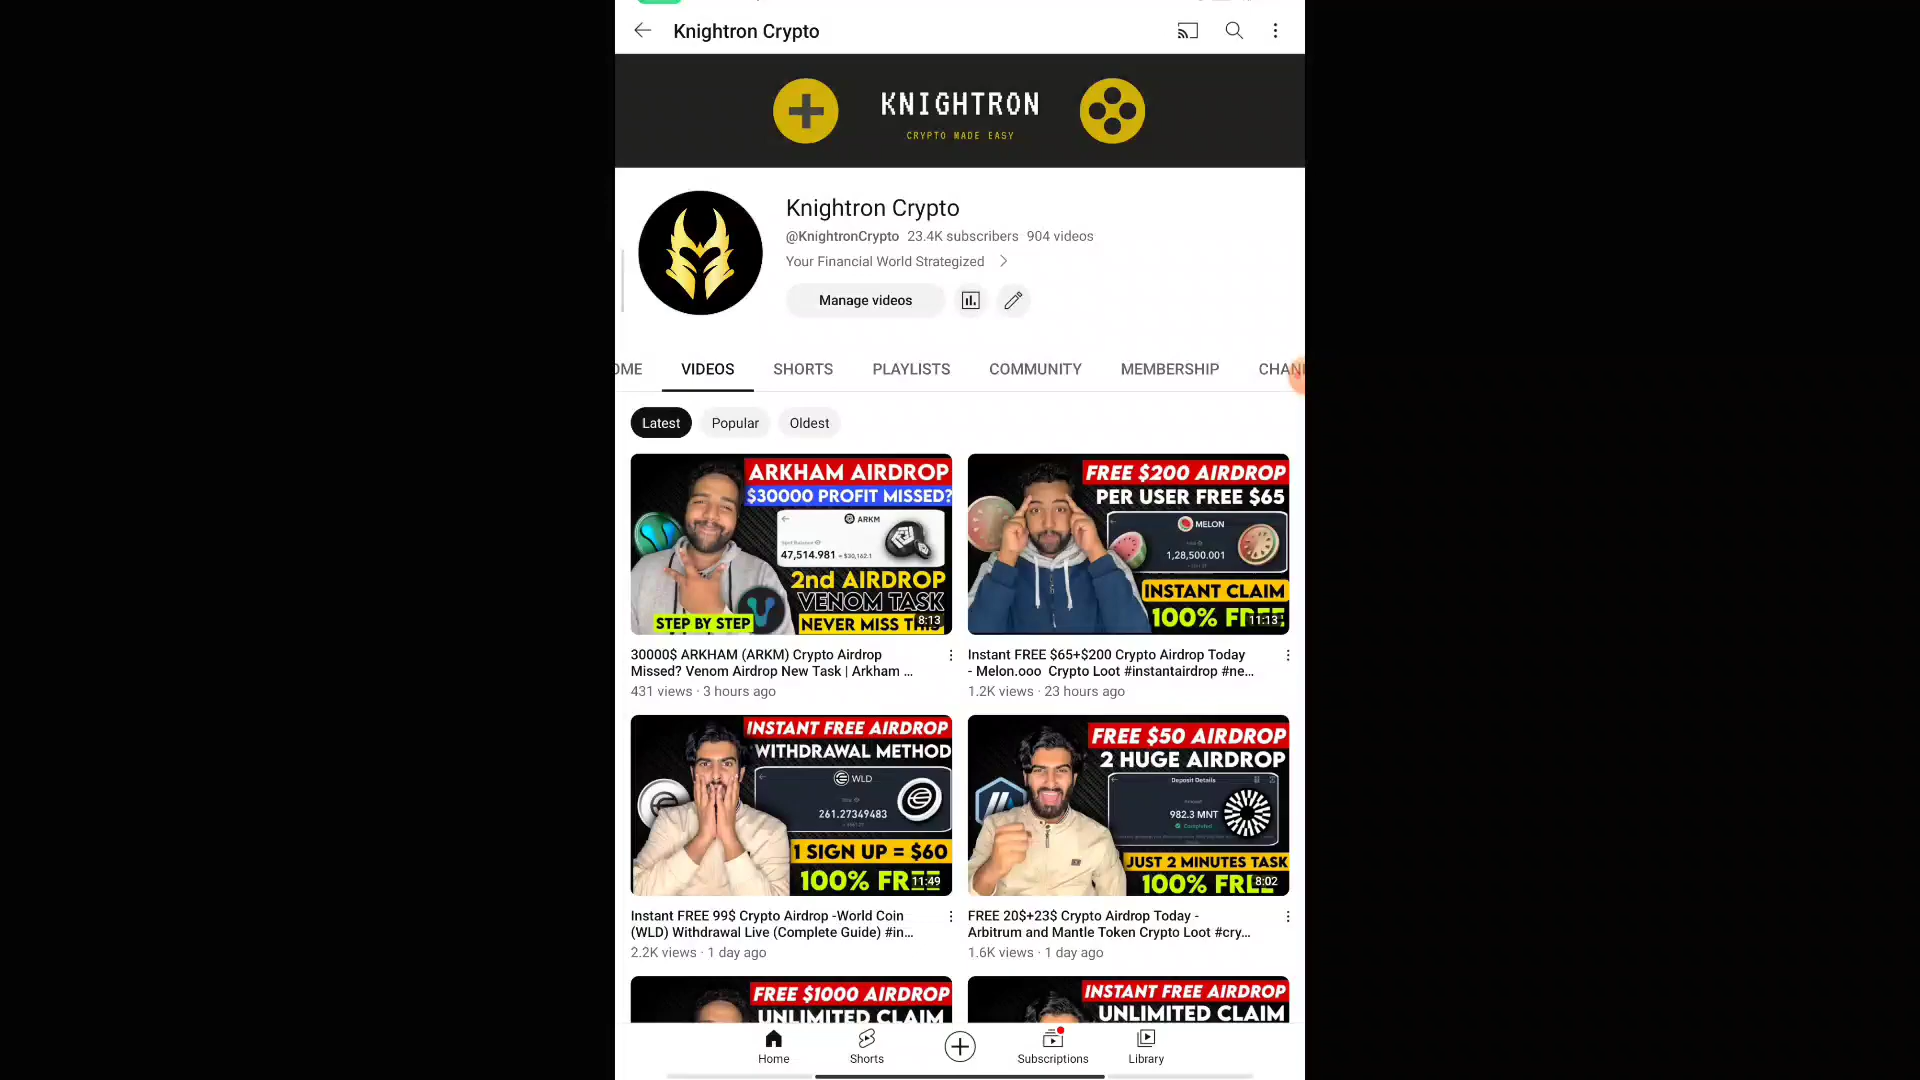 Knightron Crypto
KNIGHTRON
CRYPTO MADE EASY
Knightron Crypto
@KnightronCrypto 23.4K subscribers 904 videos
Your Financial World Strategized
Manage videos
OME VIDEOS SHORTS PLAYLISTS COMMUNITY MEMBERSHIP CHAN
Latest Popular Oldest
ARKHAM AIRDROP
$30000 PROFIT MISSED?
ARKM
47,514.981
2nd AIRDROP
VENOM TASK
STEP BY STEP
NEVER MISS THIS
8:13
FREE $200 AIRDROP
PER USER FREE $65
MELON
1,28,500.001
INSTANT CLAIM
100% FREE
11:13
30000$ ARKHAM (ARKM) Crypto Airdrop
Missed? Venom Airdrop New Task | Arkham ...
431 views · 3 hours ago
Instant FREE $65+$200 Crypto Airdrop Today
- Melon.ooo Crypto Loot #instantairdrop #ne...
1.2K views · 23 hours ago
INSTANT FREE AIRDROP
WITHDRAWAL METHOD
WLD
261.27349483
1 SIGN UP = $60
100% FREE
11:49
FREE $50 AIRDROP
2 HUGE AIRDROP
Deposit Details
982.3 MNT
Completed
JUST 2 MINUTES TASK
100% FREE
8:02
Instant FREE 99$ Crypto Airdrop -World Coin
(WLD) Withdrawal Live (Complete Guide) #in...
2.2K views · 1 day ago
FREE 20$+23$ Crypto Airdrop Today -
Arbitrum and Mantle Token Crypto Loot #cry...
1.6K views · 1 day ago
FREE $1000 AIRDROP
UNLIMITED CLAIM
INSTANT FREE AIRDROP
UNLIMITED CLAIM
Home Shorts Subscriptions Library